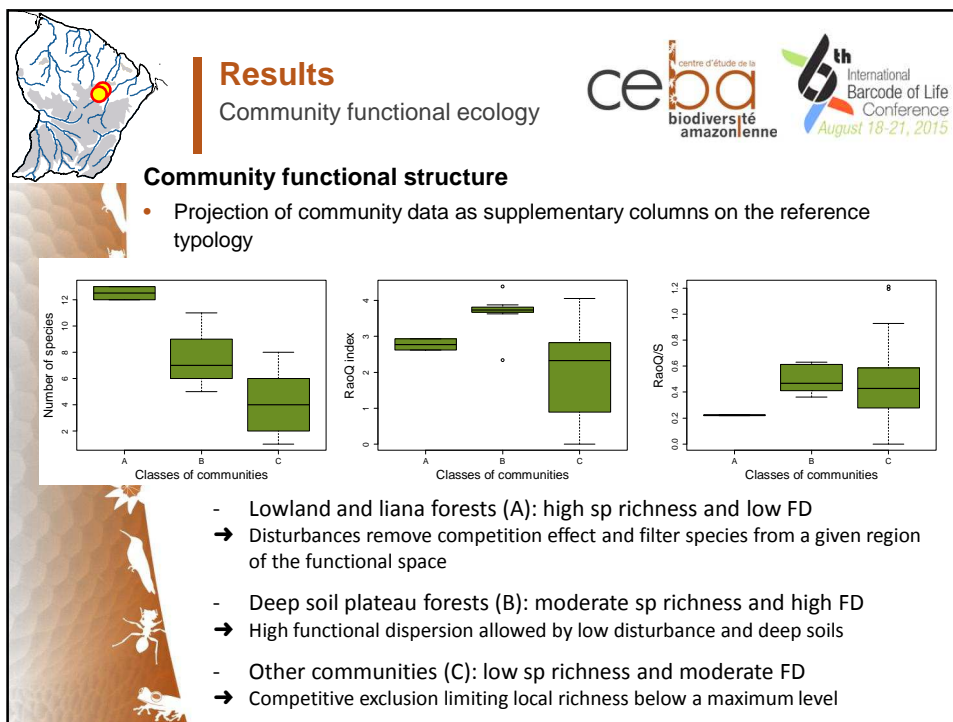 Results
Community functional ecology
centre d'étude de la
ceba
biodiversité
amazonienne
6th
International
Barcode of Life
Conference
August 18-21, 2015
Community functional structure
• Projection of community data as supplementary columns on the reference
typology
Number of species
2 4 6 8 10 12
A B C
Classes of communities
RaoQ index
0 1 2 3 4
A B C
Classes of communities
RaoQ/S
0.0 0.2 0.4 0.6 0.8 1.0 1.2
A B C
Classes of communities
- Lowland and liana forests (A): high sp richness and low FD
➔ Disturbances remove competition effect and filter species from a given region
of the functional space
- Deep soil plateau forests (B): moderate sp richness and high FD
➔ High functional dispersion allowed by low disturbance and deep soils
- Other communities (C): low sp richness and moderate FD
➔ Competitive exclusion limiting local richness below a maximum level